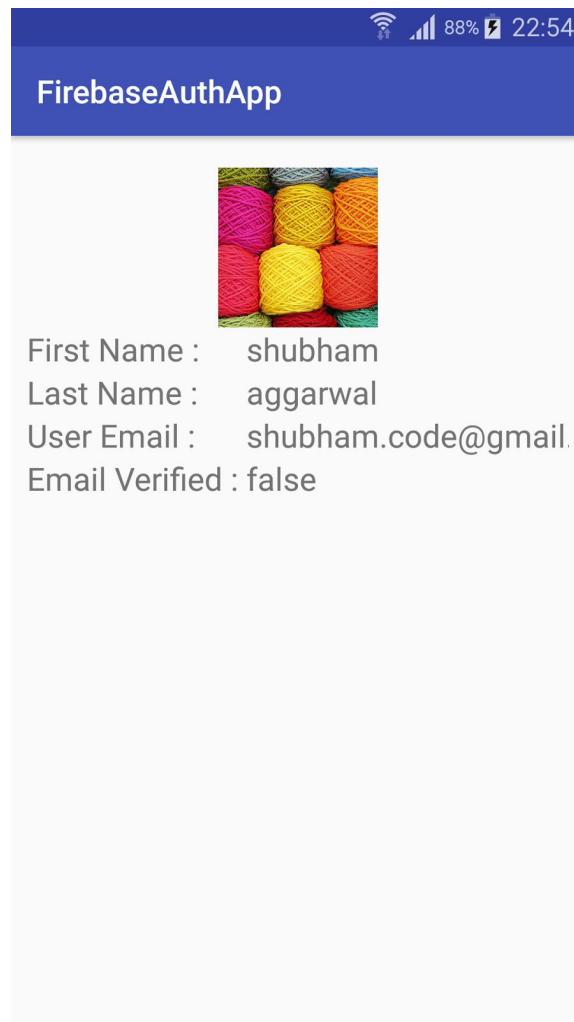 88% 22:54
FirebaseAuthApp
First Name : shubham
Last Name : aggarwal
User Email : shubham.code@gmail.
Email Verified : false